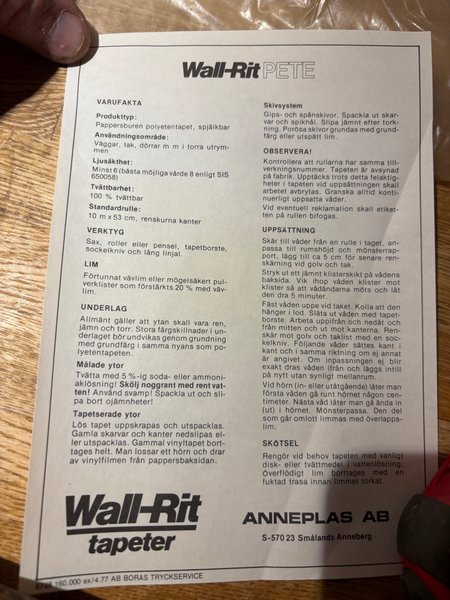 Wall-Rit PETE
VARUFAKTA
Produkttyp:
Pappersburen polyetentapet, spjälkbar
Användningsområde:
Väggar, tak, dörrar m m i torra utrym-
men
Ljusäkthet:
Minst 6 (bästa möjliga värde 8 enligt SIS
650058)
Tvättbarhet:
100 % tvättbar
Standardrulle:
10 m x 53 cm, renskurna kanter
VERKTYG
Sax, roller eller pensel, tapetborste,
sockelkniv och lång linjal.
LIM
Förtunnat vävlim eller mögelsäkert pul-
verklister som förstärkts 20 % med väv-
lim.
UNDERLAG
Allmänt gäller att ytan skall vara ren,
jämn och torr. Stora färgskillnader i un-
derlaget bör undvikas genom grundning
med grundfärg i samma nyans som po-
lyetentapeten.
Målade ytor
Tvätta med 5 %-ig soda- eller ammoni-
aklösning! Skölj noggrant med rent vat-
ten! Använd svamp! Spackla ut och sli-
pa bort ojämnheter!
Tapetserade ytor
Lös tapet uppskrapas och utspacklas.
Gamla skarvar och kanter nedslipas el-
ler utspacklas. Gammal vinyltapet bor-
tages helt. Man lossar ett hörn och drar
av vinylfilmen från pappersbaksidan.
Skivsystem
Gips- och spånskivor. Spackla ut skar-
var och spikhål. Slipa jämnt efter tork-
ning. Porösa skivor grundas med grund-
färg eller utspätt lim.
OBSERVERA!
Kontrollera att rullarna har samma till-
verkningsnummer. Tapeten är avsynad
på fabrik. Upptäcks trots detta felaktig-
heter i tapeten vid uppsättningen skall
arbetet avbrytas. Granska alltid konti-
nuerligt uppsatta våder.
Vid eventuell reklamation skall etiket-
ten på rullen bifogas.
UPPSÄTTNING
Skär till våder från en rulle i taget, an-
passa till rumshöjd och mönsterrap-
port, lägg till ca 5 cm för senare ren-
skärning vid golv och tak.
Stryk ut ett jämnt klisterskikt på vådens
baksida. Vik ihop våden klister mot
klister så att vådändarna möts och låt
den dra 5 minuter.
Fäst våden uppe vid taket. Kolla att den
hänger i lod. Släta ut våden med tapet-
borste. Arbeta uppifrån och nedåt och
från mitten och ut mot kanterna. Ren-
skär mot golv och taklist med en soc-
kelkniv. Följande våder sättes kant i
kant och i samma riktning om ej annat
är angivet. Om inpassningen ej blir
exakt dras våden ifrån och läggs intill
på nytt utan synligt mellanrum.
Vid hörn (in- eller utåtgående) låter man
första våden gå runt hörnet någon cen-
timeter. Nästa våd låter man gå ända in
(ut) i hörnet. Mönsterpassa. Den del
som går omlott limmas med överlapps-
lim.
SKÖTSEL
Rengör vid behov tapeten med vanligt
disk- eller tvättmedel i vattenlösning.
Överflödigt lim borttages med en
fuktad trasa innan limmet torkat.
Wall-Rit
tapeter
ANNEPLAS AB
S-570 23 Smålands Anneberg
E728 160.000 ex/4.77 AB BORÅS TRYCKSERVICE